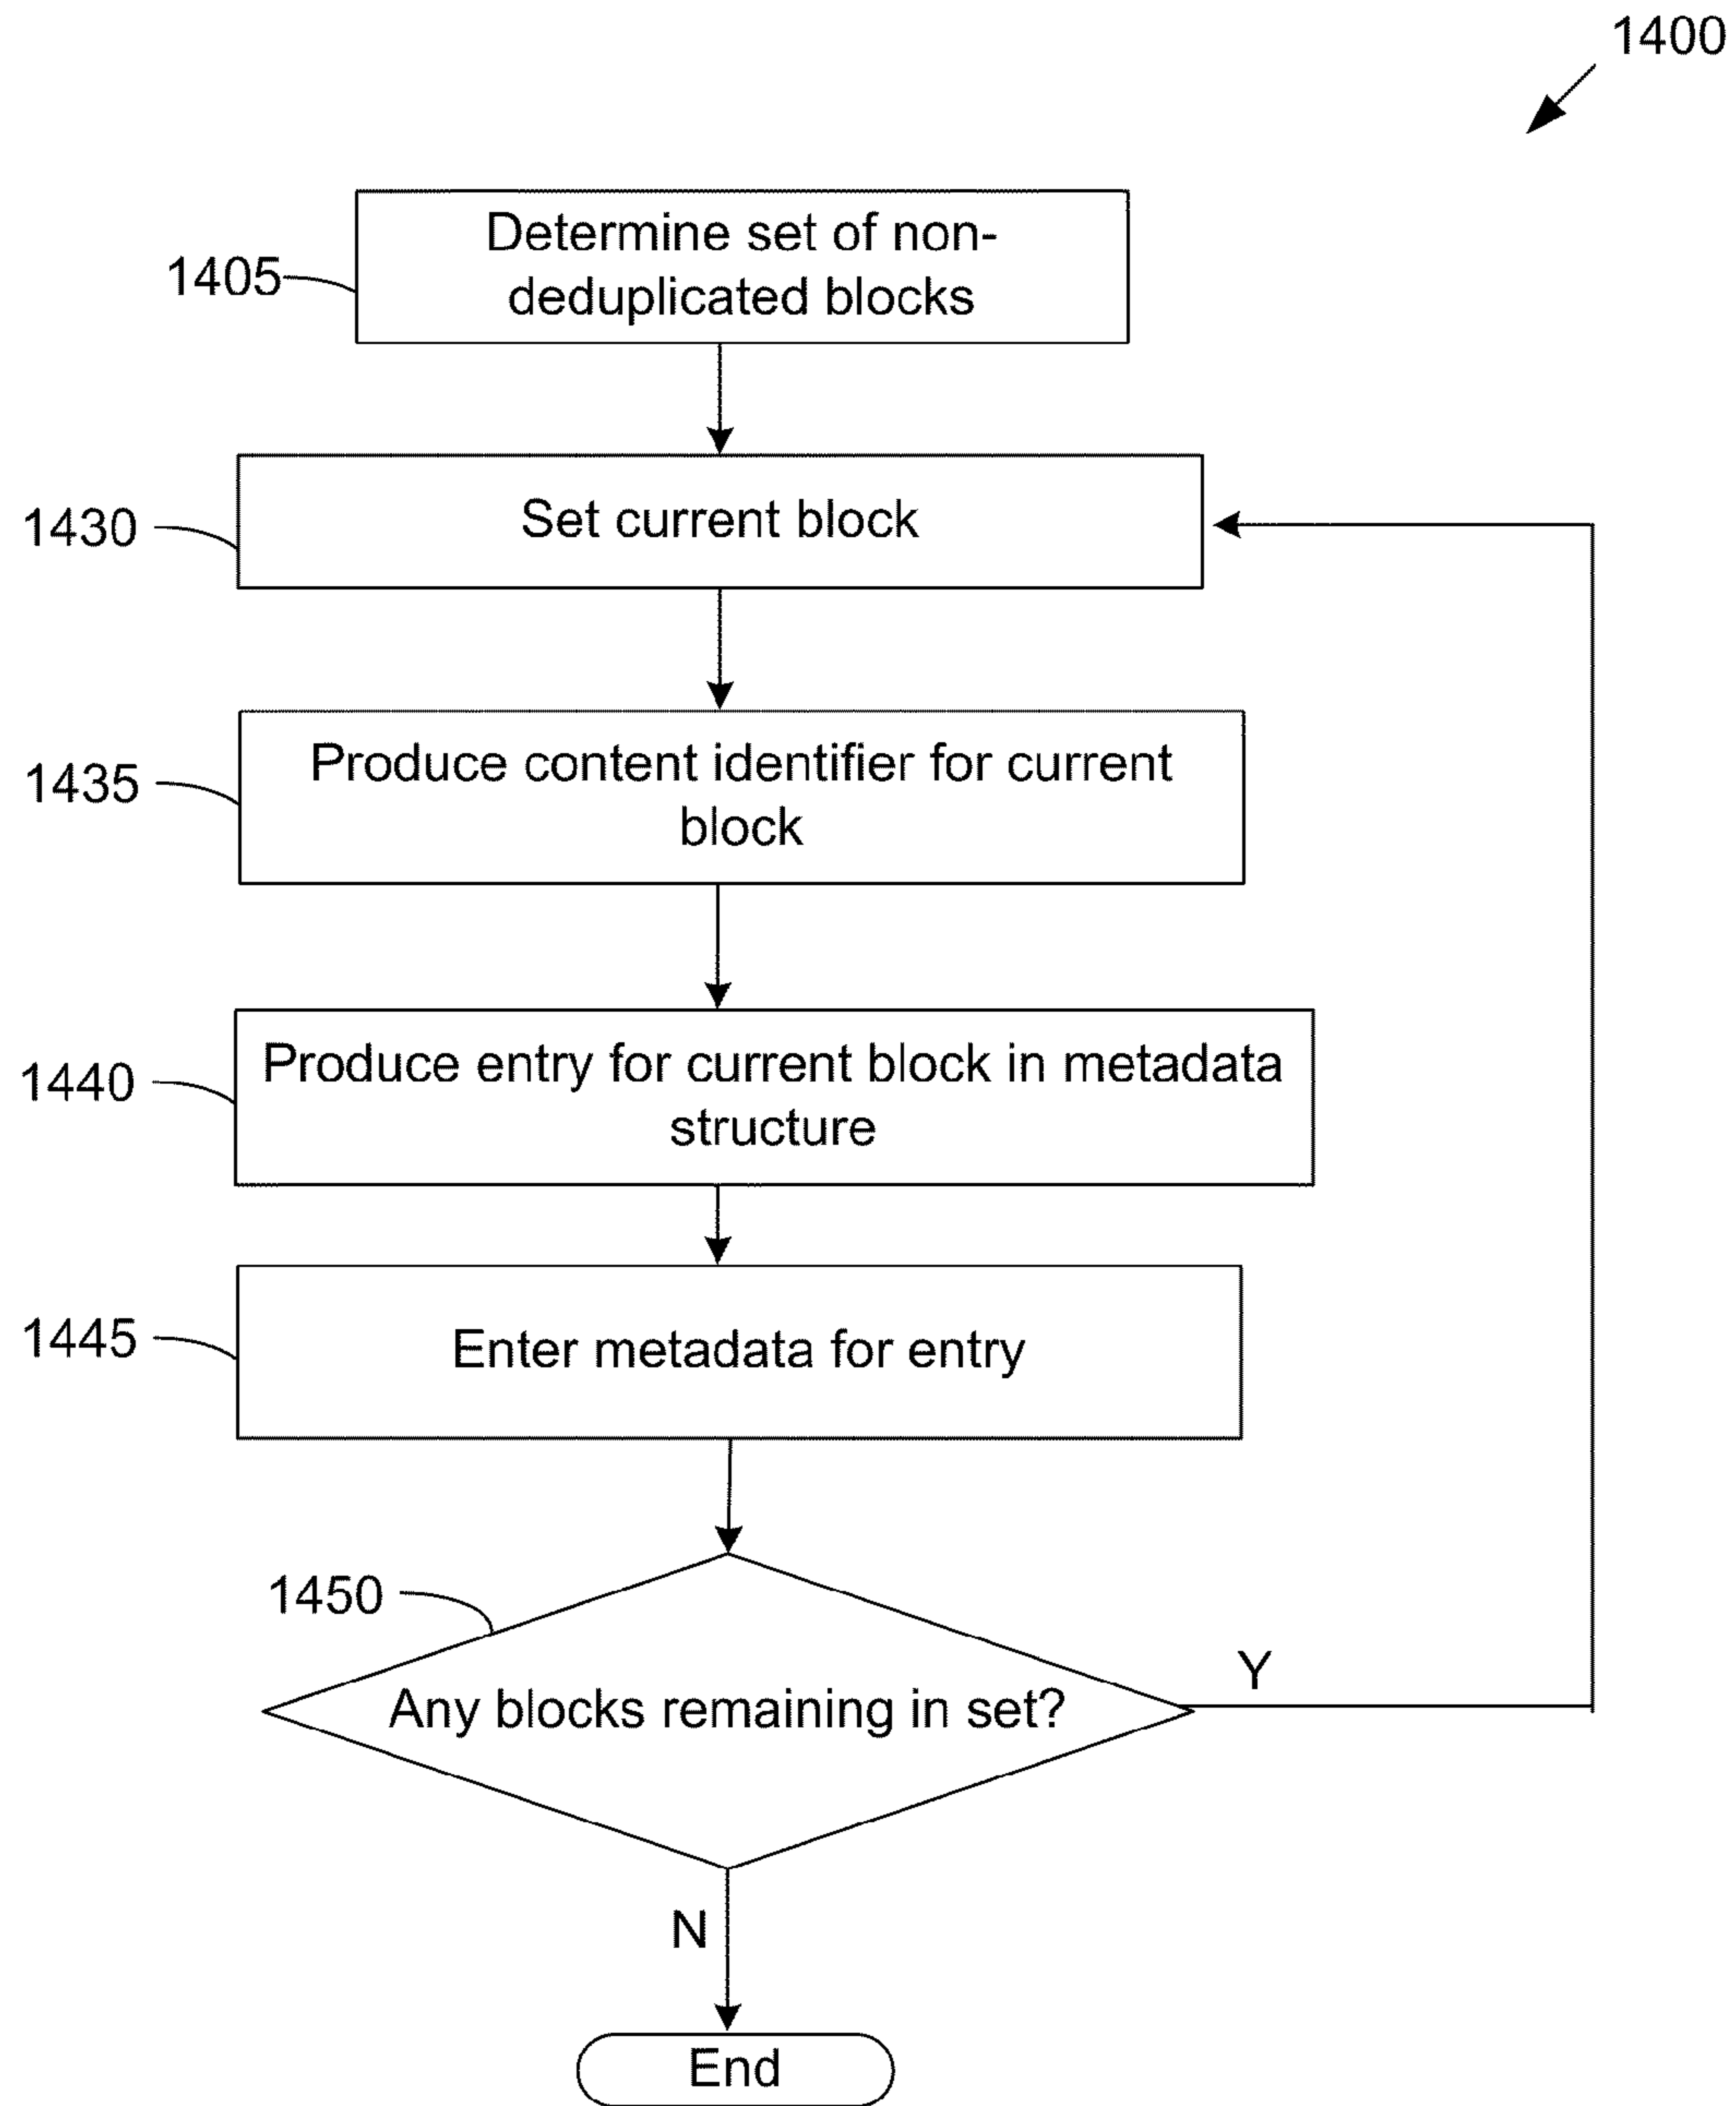 1400
Determine set of non-
deduplicated blocks
1405
Set current block
1430
Produce content identifier for current
block
1435
Produce entry for current block in metadata
structure
1440
Enter metadata for entry
1445
1450
Any blocks remaining in set?
Y
N
End